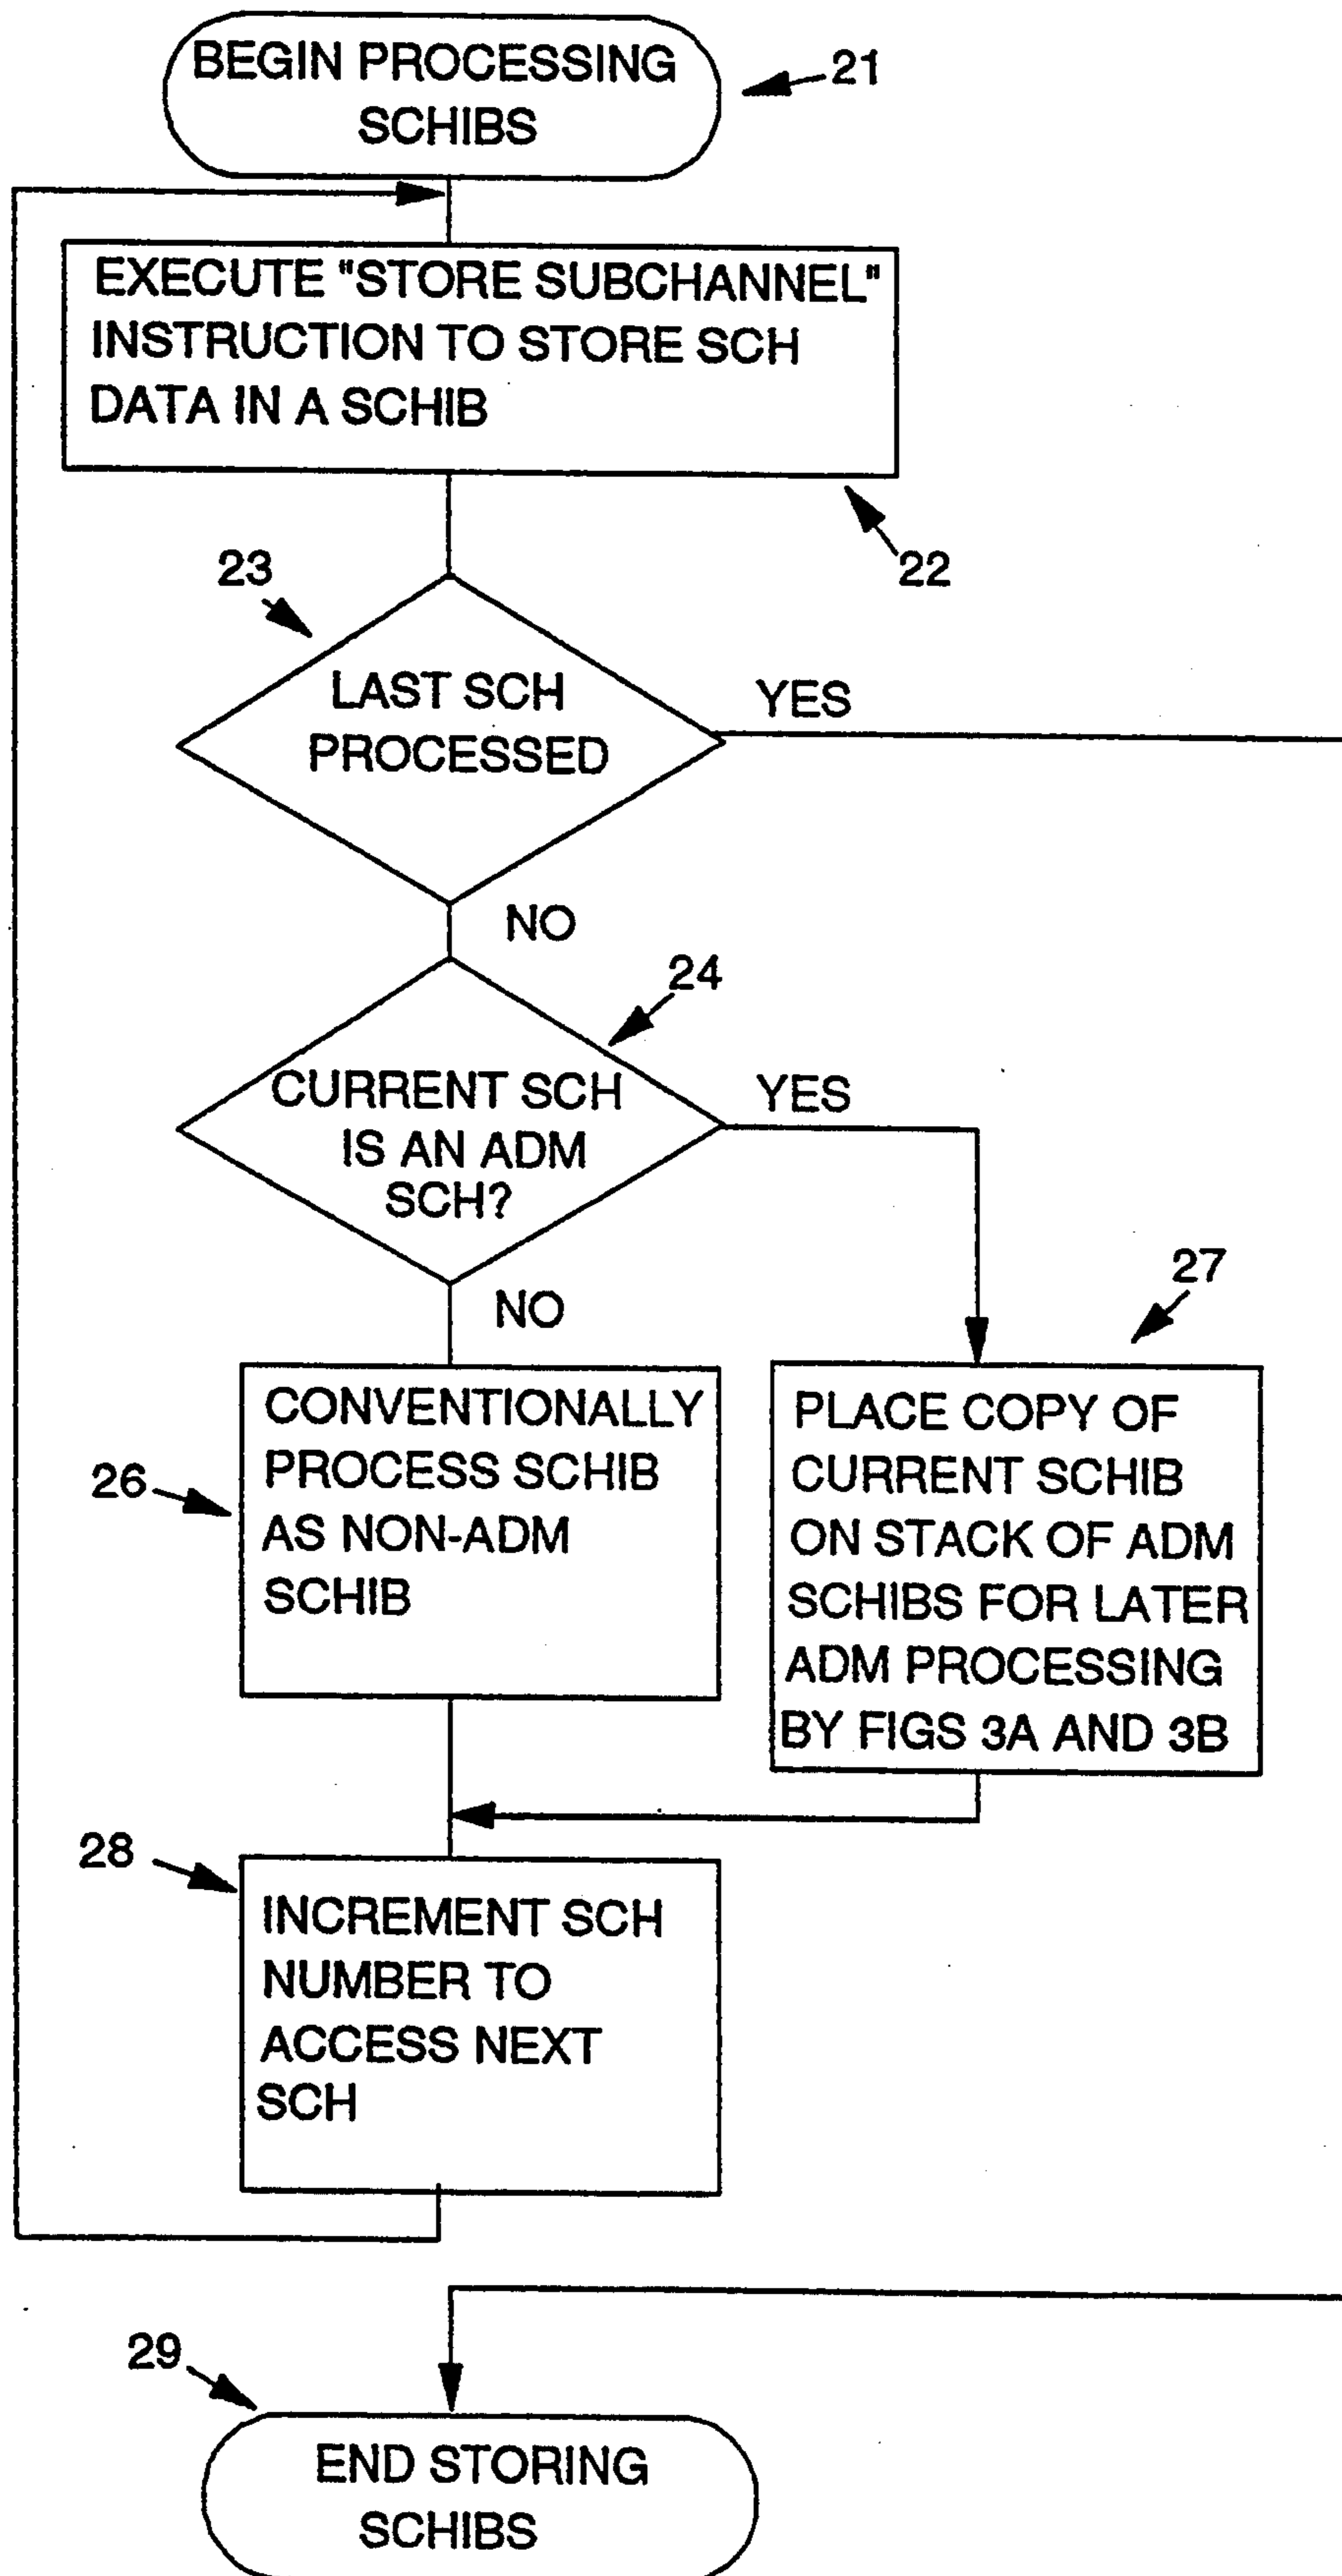 BEGIN PROCESSING
SCHIBS
21
EXECUTE "STORE SUBCHANNEL"
INSTRUCTION TO STORE SCH
DATA IN A SCHIB
22
23
LAST SCH
PROCESSED
YES
NO
24
CURRENT SCH
IS AN ADM
SCH?
YES
NO
27
26
CONVENTIONALLY
PROCESS SCHIB
AS NON-ADM
SCHIB
PLACE COPY OF
CURRENT SCHIB
ON STACK OF ADM
SCHIBS FOR LATER
ADM PROCESSING
BY FIGS 3A AND 3B
28
INCREMENT SCH
NUMBER TO
ACCESS NEXT
SCH
29
END STORING
SCHIBS